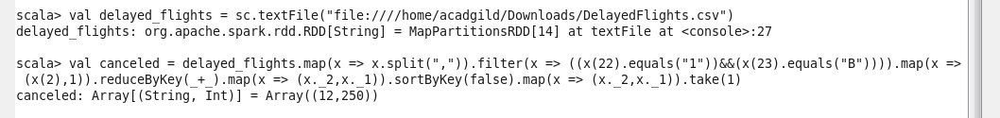 scala> val delayed_flights = sc.textFile("file:////home/acadgild/Downloads/DelayedFlights.csv")
delayed_flights: org.apache.spark.rdd.RDD[String] = MapPartitionsRDD[14] at textFile at <console>:27
scala> val canceled = delayed_flights.map(x => x.split(",")).filter(x => ((x(22).equals("1"))&&(x(23).equals("B")))).map(x =>
(x(2),1)).reduceByKey(_+_).map(x => (x._2,x._1)).sortByKey(false).map(x => (x._2,x._1)).take(1)
canceled: Array[(String, Int)] = Array((12,250))